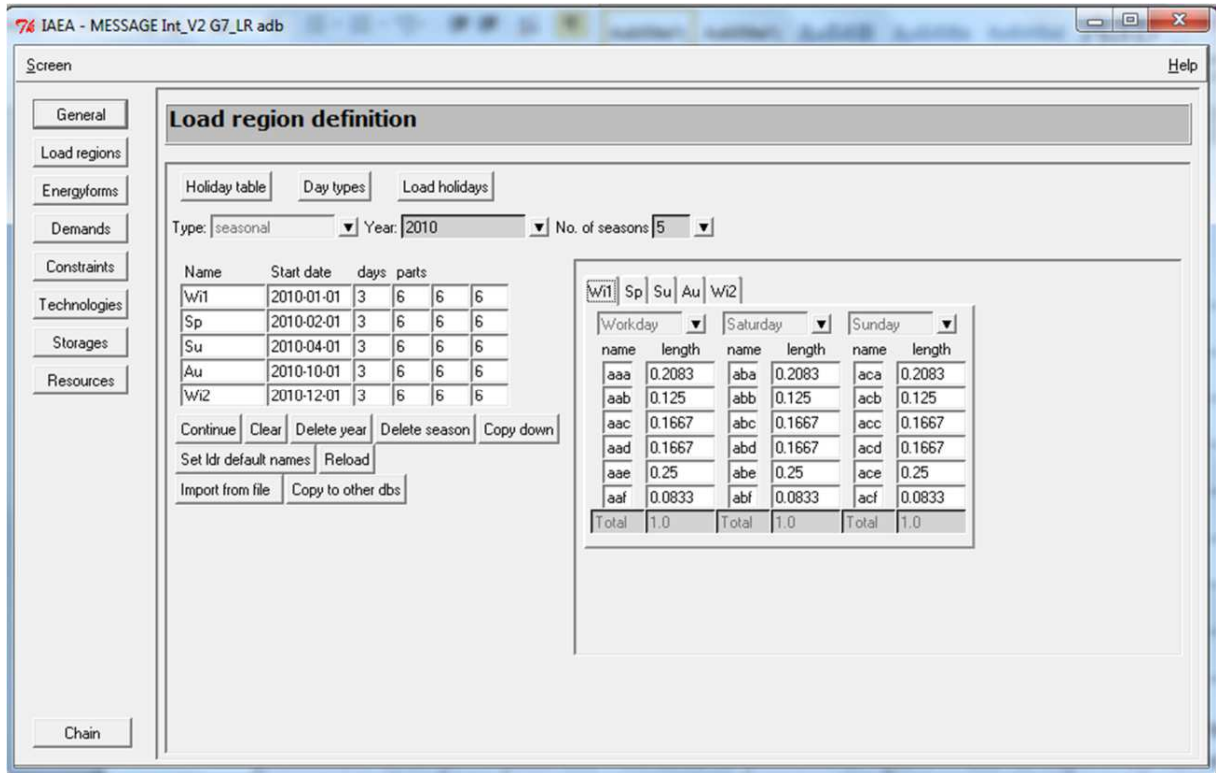 IAEA - MESSAGE Int_V2 G7_LR adb
Screen Help
General
Load regions
Energyforms
Demands
Constraints
Technologies
Storages
Resources
Chain
Load region definition
Holiday table Day types Load holidays
Type: seasonal Year: 2010 No. of seasons 5
Name Start date days parts
Wi1 2010-01-01 3 6 6 6
Sp 2010-02-01 3 6 6 6
Su 2010-04-01 3 6 6 6
Au 2010-10-01 3 6 6 6
Wi2 2010-12-01 3 6 6 6
Continue Clear Delete year Delete season Copy down
Set ldr default names Reload
Import from file Copy to other dbs
Wi1 Sp Su Au Wi2
Workday Saturday Sunday
name length name length name length
aaa 0.2083 aba 0.2083 aca 0.2083
aab 0.125 abb 0.125 acb 0.125
aac 0.1667 abc 0.1667 acc 0.1667
aad 0.1667 abd 0.1667 acd 0.1667
aae 0.25 abe 0.25 ace 0.25
aaf 0.0833 abf 0.0833 acf 0.0833
Total 1.0 Total 1.0 Total 1.0